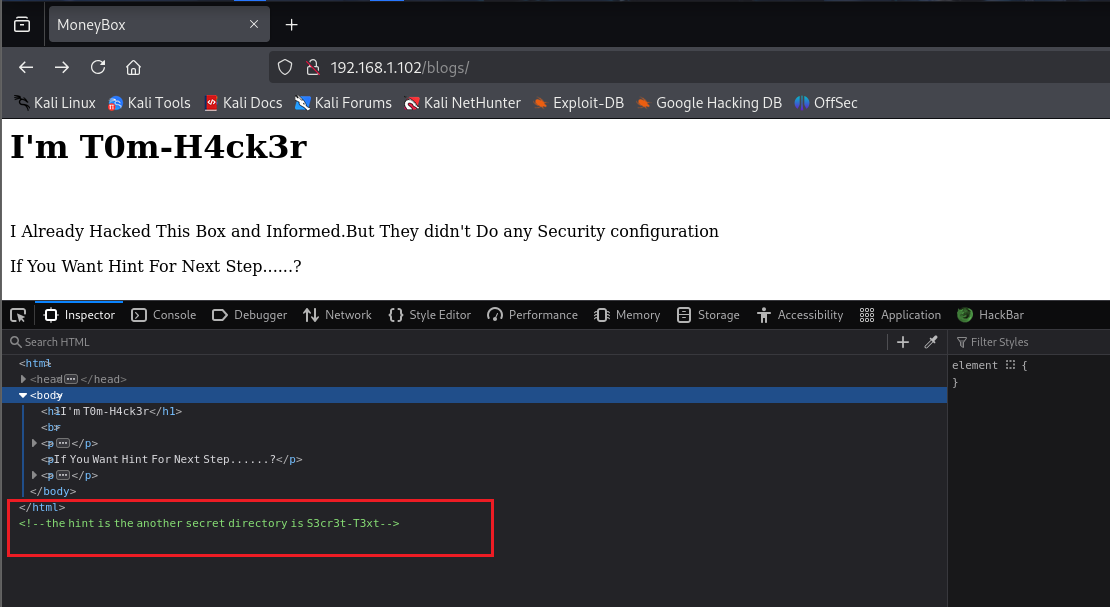 MoneyBox
192.168.1.102/blogs/
Kali Linux Kali Tools Kali Docs Kali Forums Kali NetHunter Exploit-DB Google Hacking DB OffSec
I'm T0m-H4ck3r
I Already Hacked This Box and Informed.But They didn't Do any Security configuration
If You Want Hint For Next Step......?
Inspector Console Debugger Network Style Editor Performance Memory Storage Accessibility Application HackBar
Search HTML
Filter Styles
<html>
<head></head>
<body>
<h1>I'm T0m-H4ck3r</h1>
<br>
<p></p>
<p>If You Want Hint For Next Step......?</p>
<p></p>
</body>
</html>
<!--the hint is the another secret directory is S3cr3t-T3xt-->
element {
}